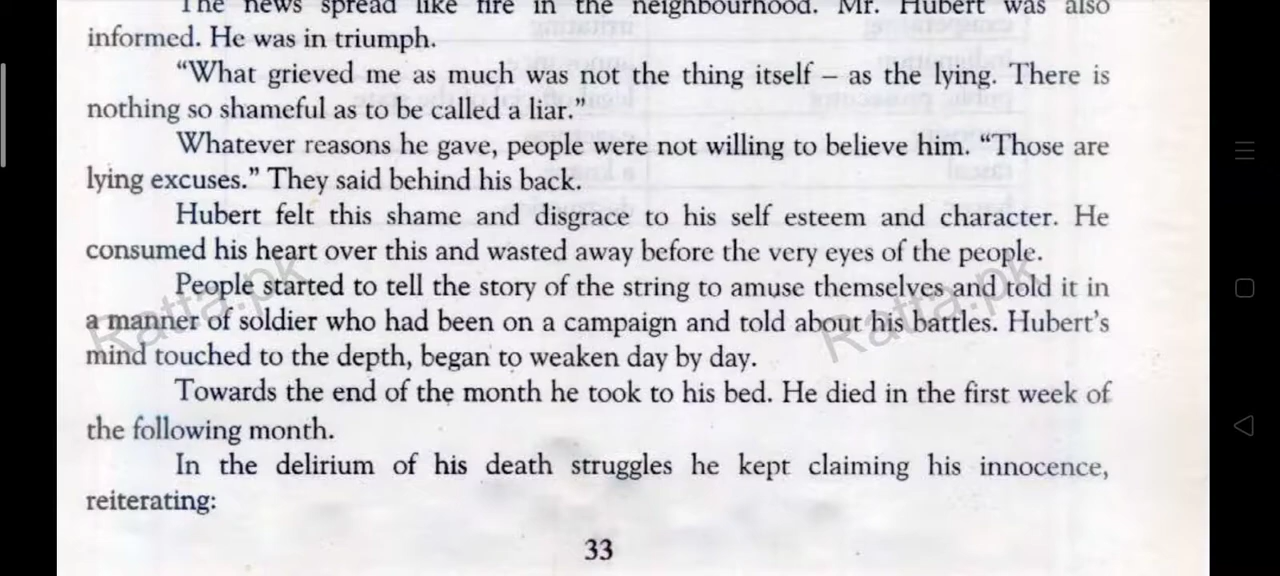 The news spread like fire in the neighbourhood. Mr. Hubert was also
informed. He was in triumph.
“What grieved me as much was not the thing itself – as the lying. There is
nothing so shameful as to be called a liar.”
Whatever reasons he gave, people were not willing to believe him. “Those are
lying excuses.” They said behind his back.
Hubert felt this shame and disgrace to his self esteem and character. He
consumed his heart over this and wasted away before the very eyes of the people.
People started to tell the story of the string to amuse themselves and told it in
a manner of soldier who had been on a campaign and told about his battles. Hubert’s
mind touched to the depth, began to weaken day by day.
Towards the end of the month he took to his bed. He died in the first week of
the following month.
In the delirium of his death struggles he kept claiming his innocence,
reiterating:
33
Ratta.pk
Ratta.pk